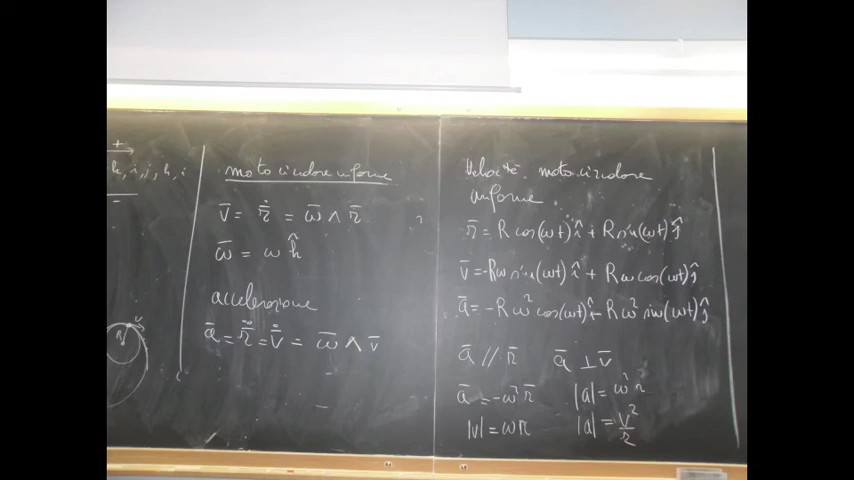 +
k, i, j, k, i
-
v
R
moto circolare uniforme
v̄ = ṙ̄ = ω̄ ∧ r̄
ω̄ = ω k̂
accelerazione
ā = r̈̄ = v̇̄ = ω̄ ∧ v̄
Velocità moto circolare
uniforme
r̄ = R cos(ωt) î + R sin(ωt) ĵ
v̄ = -Rω sin(ωt) î + Rω cos(ωt) ĵ
ā = -Rω² cos(ωt) î - Rω² sin(ωt) ĵ
ā // r̄ ā ⊥ v̄
ā = -ω² r̄ |a| = ω² r
|v| = ωr |a| = v²/r